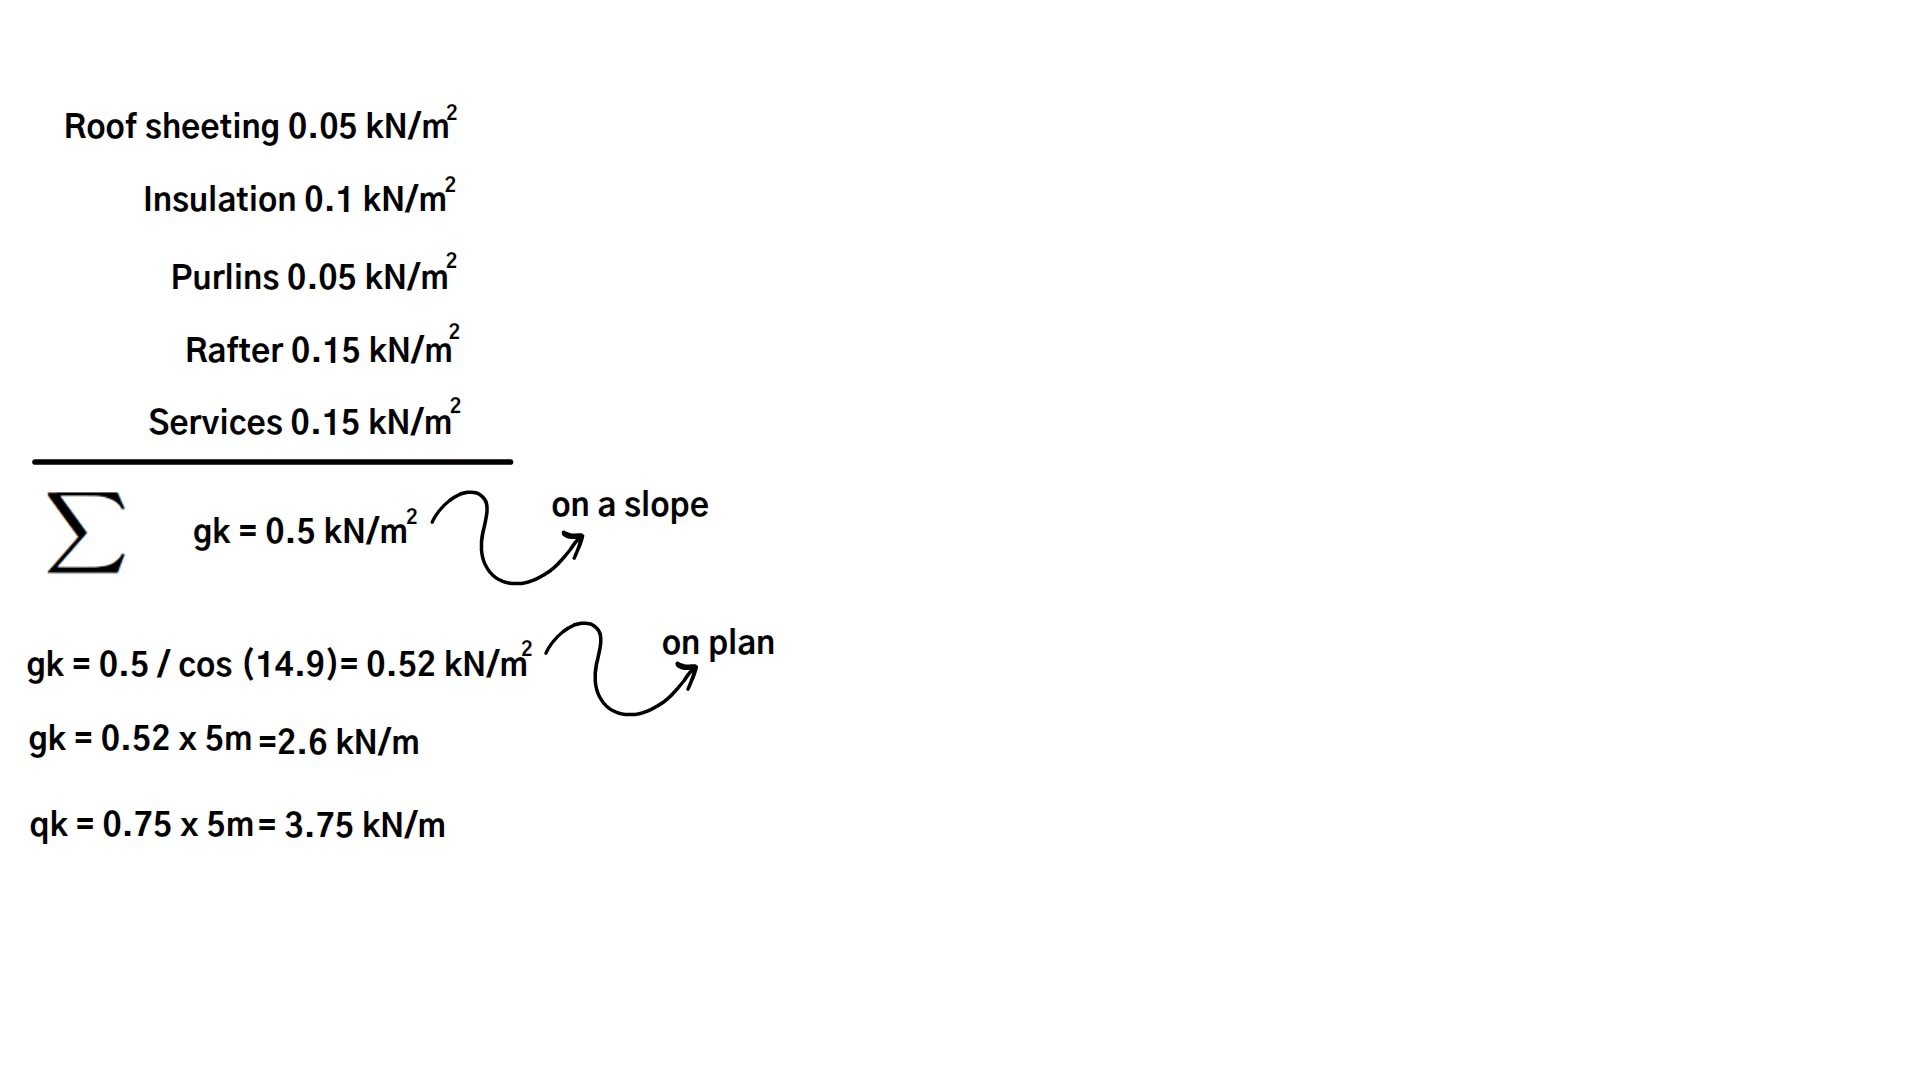 Roof sheeting 0.05 kN/m²
Insulation 0.1 kN/m²
Purlins 0.05 kN/m²
Rafter 0.15 kN/m²
Services 0.15 kN/m²
∑ gk = 0.5 kN/m² on a slope
gk = 0.5 / cos (14.9)= 0.52 kN/m² on plan
gk = 0.52 x 5m =2.6 kN/m
qk = 0.75 x 5m = 3.75 kN/m